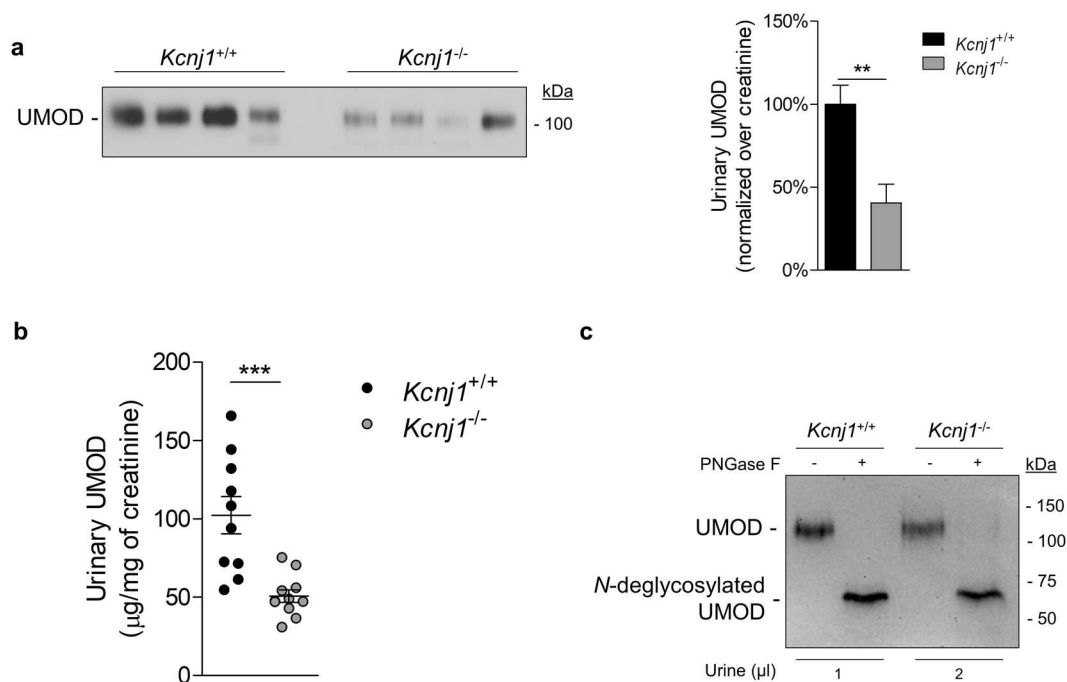 a
Kcnj1+/+
Kcnj1-/-
kDa
UMOD -
- 100
Urinary UMOD
(normalized over creatinine)
150%
100%
50%
0%
**
Kcnj1+/+
Kcnj1-/-
b
Urinary UMOD
(µg/mg of creatinine)
200
150
100
50
0
***
Kcnj1+/+
Kcnj1-/-
c
Kcnj1+/+
Kcnj1-/-
PNGase F
- + - +
kDa
UMOD -
N-deglycosylated
UMOD -
- 150
- 100
- 75
- 50
Urine (µl)
1
2